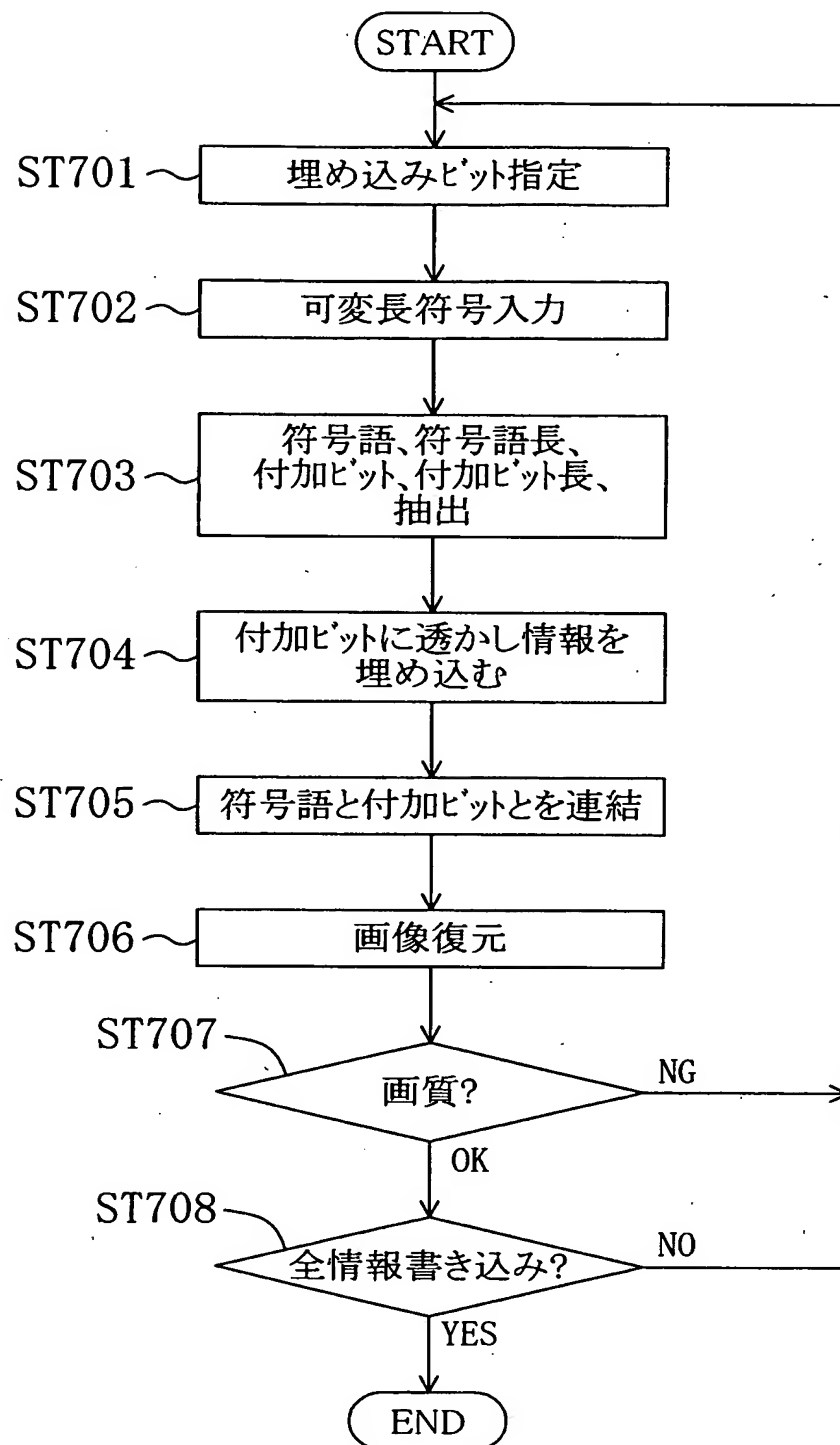 START
ST701
埋め込みビット指定
ST702
可変長符号入力
ST703
符号語、符号語長、
付加ビット、付加ビット長、
抽出
ST704
付加ビットに透かし情報を
埋め込む
ST705
符号語と付加ビットとを連結
ST706
画像復元
ST707
画質?
NG
OK
ST708
全情報書き込み?
NO
YES
END